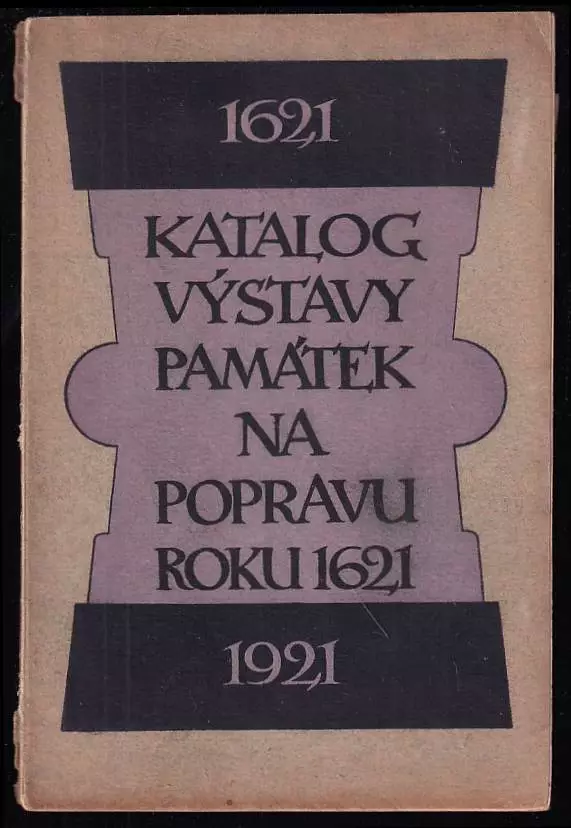 1621
KATALOG
VÝSTAVY
PAMÁTEK
NA
POPRAVU
ROKU 1621
1921